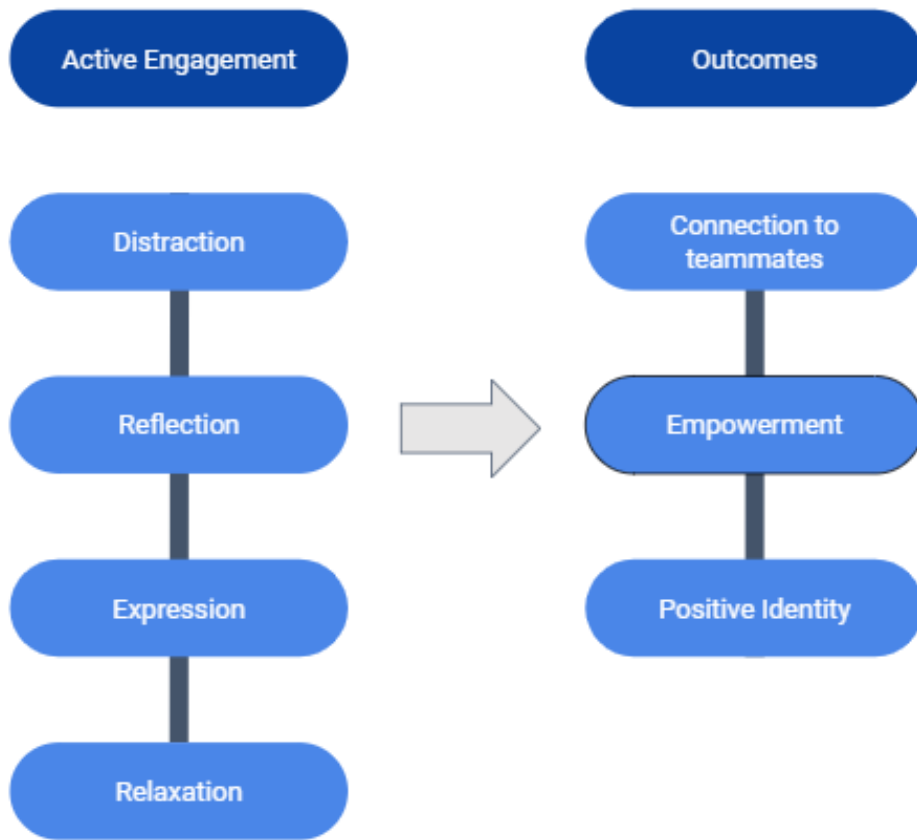 Active Engagement
Distraction
Reflection
Expression
Relaxation
Outcomes
Connection to
teammates
Empowerment
Positive Identity